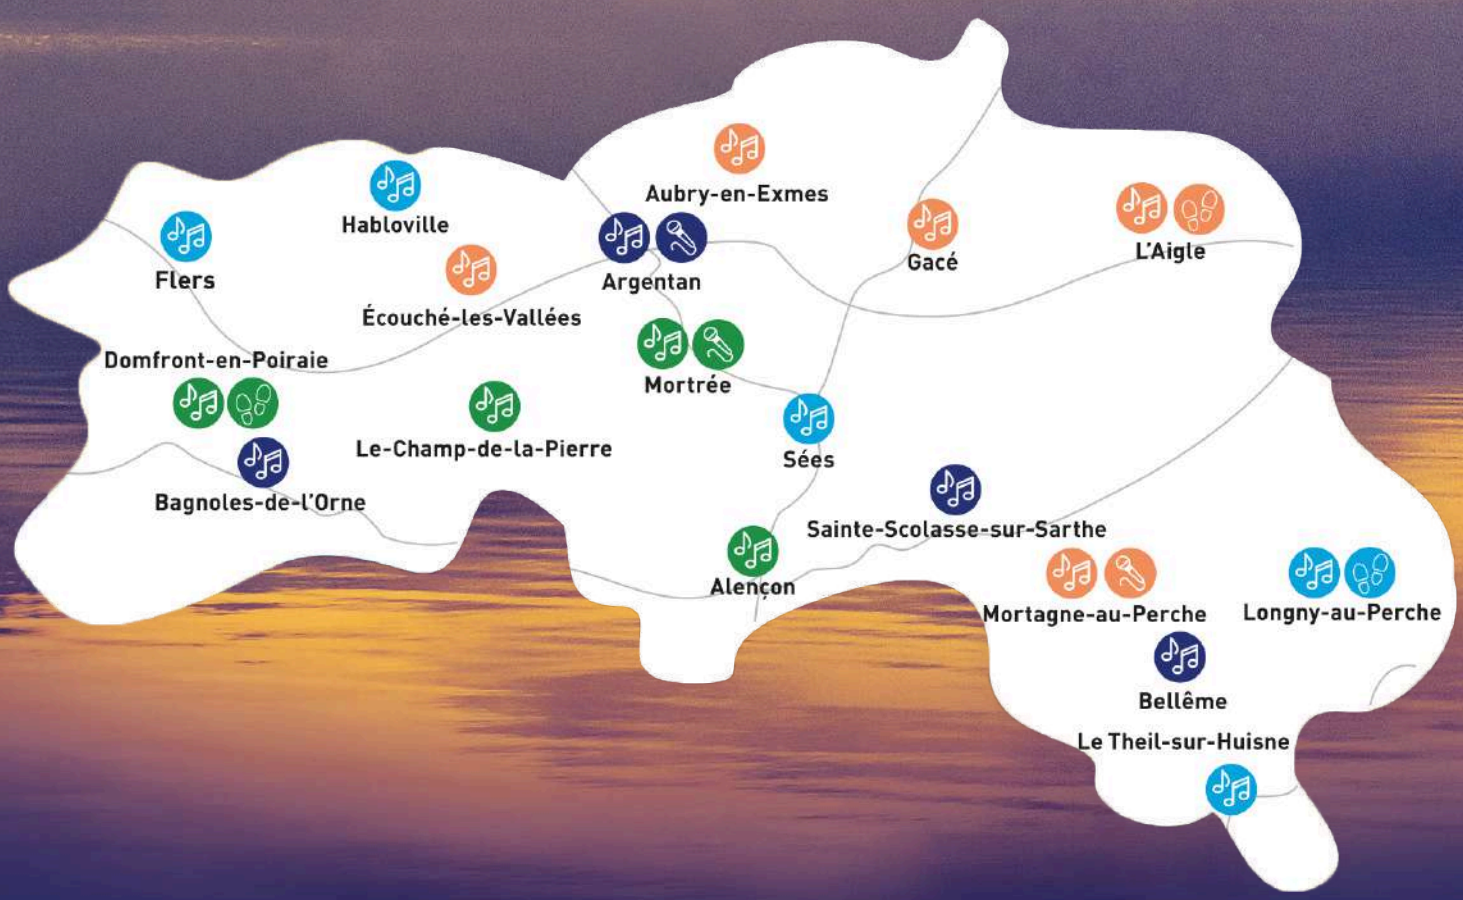 Aubry-en-Exmes
Habloville
L'Aigle
Gacé
Flers
Argentan
Écouché-les-Vallées
Domfront-en-Poiraie
Mortrée
Le-Champ-de-la-Pierre
Sées
Bagnoles-de-l'Orne
Sainte-Scolasse-sur-Sarthe
Alençon
Mortagne-au-Perche
Longny-au-Perche
Bellême
Le Theil-sur-Huisne